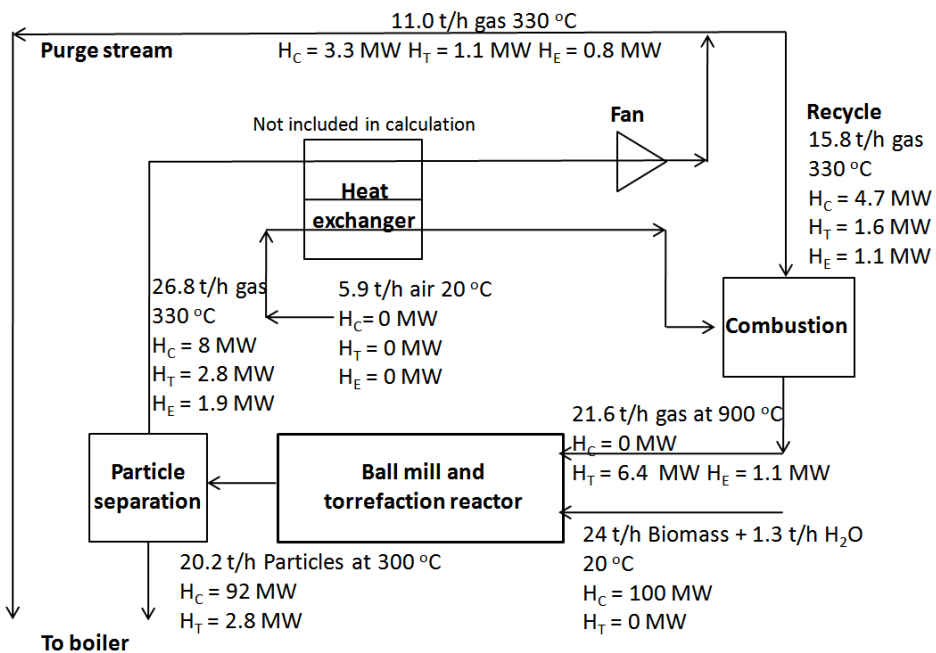 11.0 t/h gas 330 °C
Purge stream
H_C = 3.3 MW H_T = 1.1 MW H_E = 0.8 MW
Not included in calculation
Fan
Heat
exchanger
Recycle
15.8 t/h gas
330 °C
H_C = 4.7 MW
H_T = 1.6 MW
H_E = 1.1 MW
26.8 t/h gas
330 °C
H_C = 8 MW
H_T = 2.8 MW
H_E = 1.9 MW
5.9 t/h air 20 °C
H_C= 0 MW
H_T = 0 MW
H_E = 0 MW
Combustion
21.6 t/h gas at 900 °C
H_C = 0 MW
H_T = 6.4 MW H_E = 1.1 MW
Particle
separation
Ball mill and
torrefaction reactor
24 t/h Biomass + 1.3 t/h H₂O
20 °C
H_C = 100 MW
H_T = 0 MW
20.2 t/h Particles at 300 °C
H_C = 92 MW
H_T = 2.8 MW
To boiler